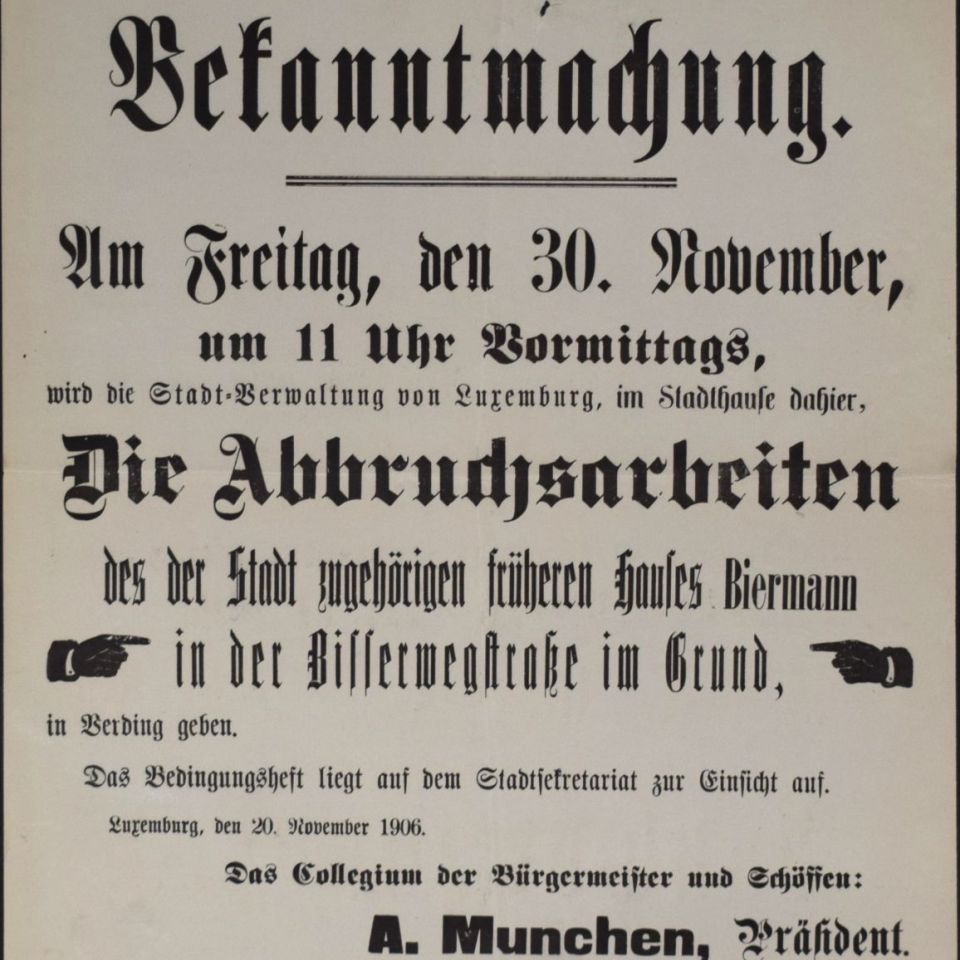 Bekanntmachung.
Am Freitag, den 30. November,
um 11 Uhr Vormittags,
wird die Stadt-Verwaltung von Luxemburg, im Stadthause dahier,
Die Abbruchsarbeiten
des der Stadt zugehörigen früheren Hauses Biermann
in der Bisserwegstraße im Grund,
in Verding geben.
Das Bedingungsheft liegt auf dem Stadtsekretariat zur Einsicht auf.
Luxemburg, den 20. November 1906.
Das Collegium der Bürgermeister und Schöffen:
A. Munchen, Präsident.